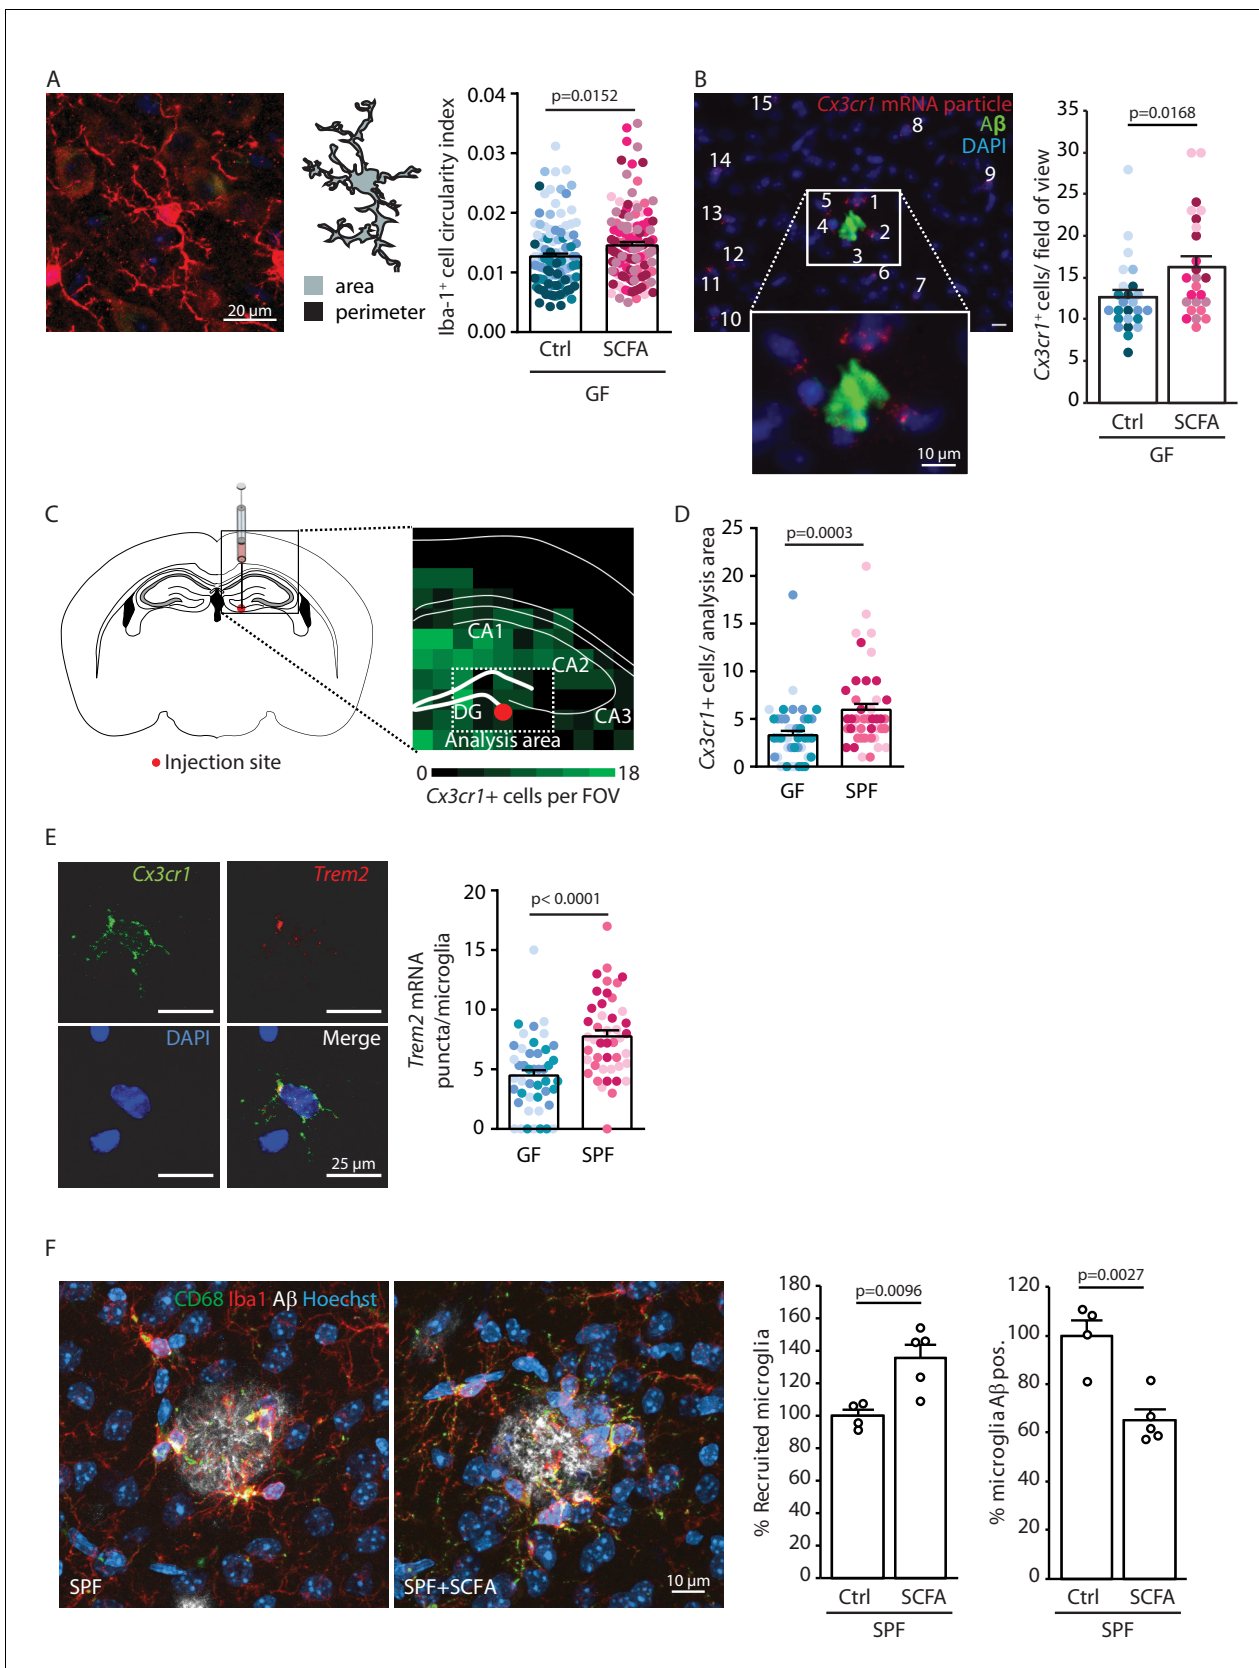 A
20 µm
area
perimeter
Iba-1+ cell circularity index
0.04
0.03
0.02
0.01
0.00
p=0.0152
Ctrl
SCFA
GF
B
Cx3cr1 mRNA particle
Aβ
DAPI
15
8
14
9
5
1
13
4
2
3
12
6
11
7
10
10 µm
Cx3cr1+ cells/ field of view
35
30
25
20
15
10
5
0
p=0.0168
Ctrl
SCFA
GF
C
Injection site
CA1
CA2
DG
CA3
Analysis area
0
18
Cx3cr1+ cells per FOV
D
Cx3cr1+ cells/ analysis area
25
20
15
10
5
0
p=0.0003
GF
SPF
E
Cx3cr1
Trem2
DAPI
Merge
25 µm
Trem2 mRNA
puncta/microglia
20
15
10
5
0
p< 0.0001
GF
SPF
F
CD68 Iba1 Aβ Hoechst
SPF
SPF+SCFA
10 µm
% Recruited microglia
180
160
140
120
100
80
60
40
20
0
p=0.0096
Ctrl
SCFA
SPF
% microglia Aβ pos.
120
100
80
60
40
20
0
p=0.0027
Ctrl
SCFA
SPF